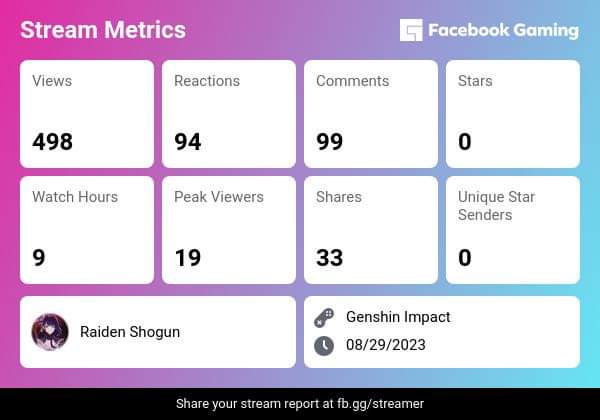 Stream Metrics
Facebook Gaming
Views
498
Reactions
94
Comments
99
Stars
0
Watch Hours
9
Peak Viewers
19
Shares
33
Unique Star
Senders
0
Raiden Shogun
Genshin Impact
08/29/2023
Share your stream report at fb.gg/streamer